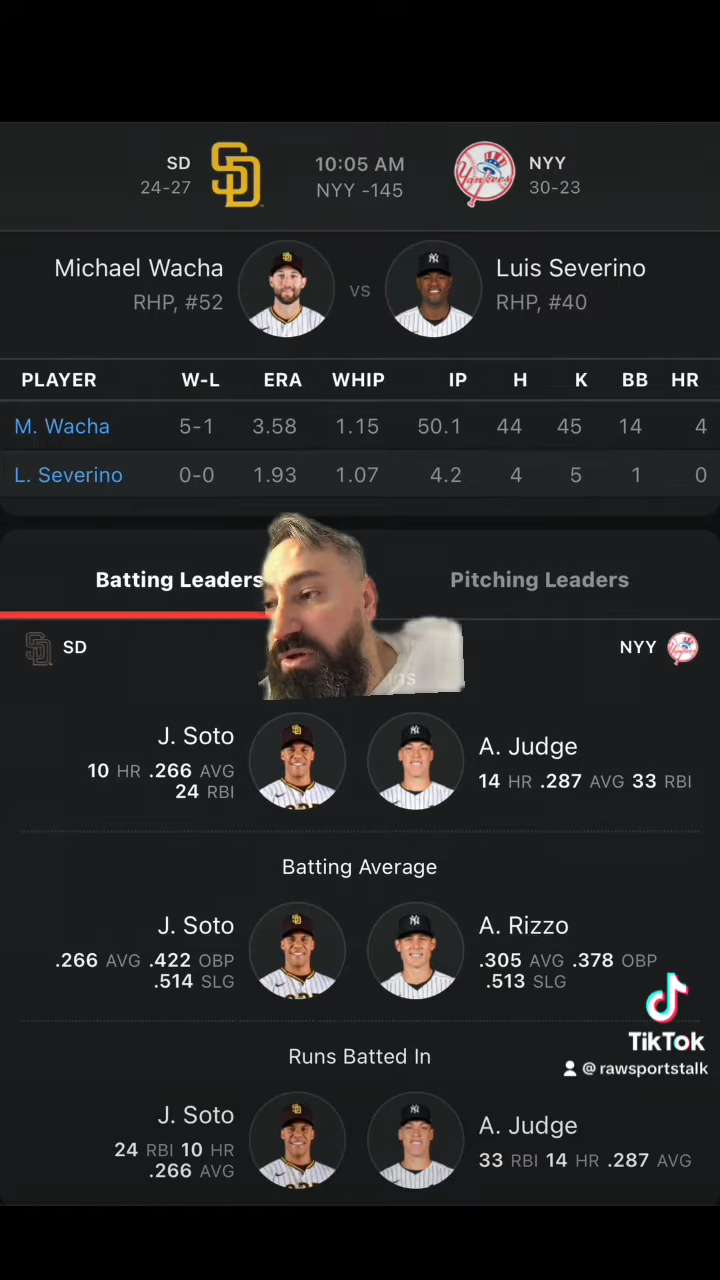 SD
24-27
10:05 AM
NYY -145
NYY
30-23
Michael Wacha
RHP, #52
vs
Luis Severino
RHP, #40
PLAYER W-L ERA WHIP IP H K BB HR
M. Wacha 5-1 3.58 1.15 50.1 44 45 14 4
L. Severino 0-0 1.93 1.07 4.2 4 5 1 0
Batting Leaders
Pitching Leaders
SD
NYY
J. Soto
10 HR .266 AVG
24 RBI
A. Judge
14 HR .287 AVG 33 RBI
Batting Average
J. Soto
.266 AVG .422 OBP
.514 SLG
A. Rizzo
.305 AVG .378 OBP
.513 SLG
TikTok
@rawsportstalk
Runs Batted In
J. Soto
24 RBI 10 HR
.266 AVG
A. Judge
33 RBI 14 HR .287 AVG